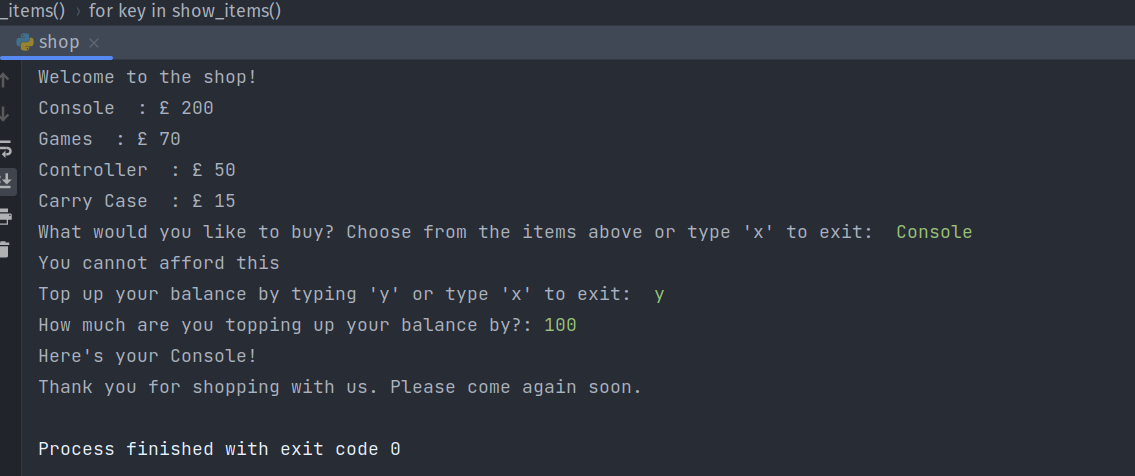 _items() › for key in show_items()
shop
Welcome to the shop!
Console  : £ 200
Games  : £ 70
Controller  : £ 50
Carry Case  : £ 15
What would you like to buy? Choose from the items above or type 'x' to exit:  Console
You cannot afford this
Top up your balance by typing 'y' or type 'x' to exit:  y
How much are you topping up your balance by?: 100
Here's your Console!
Thank you for shopping with us. Please come again soon.
Process finished with exit code 0